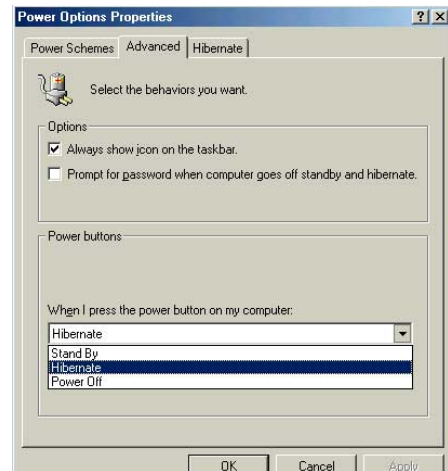 Power Options Properties
Power Schemes Advanced Hibernate
Select the behaviors you want.
Options
Always show icon on the taskbar.
Prompt for password when computer goes off standby and hibernate.
Power buttons
When I press the power button on my computer:
Hibernate
Stand By
Hibernate
Power Off
OK Cancel Apply